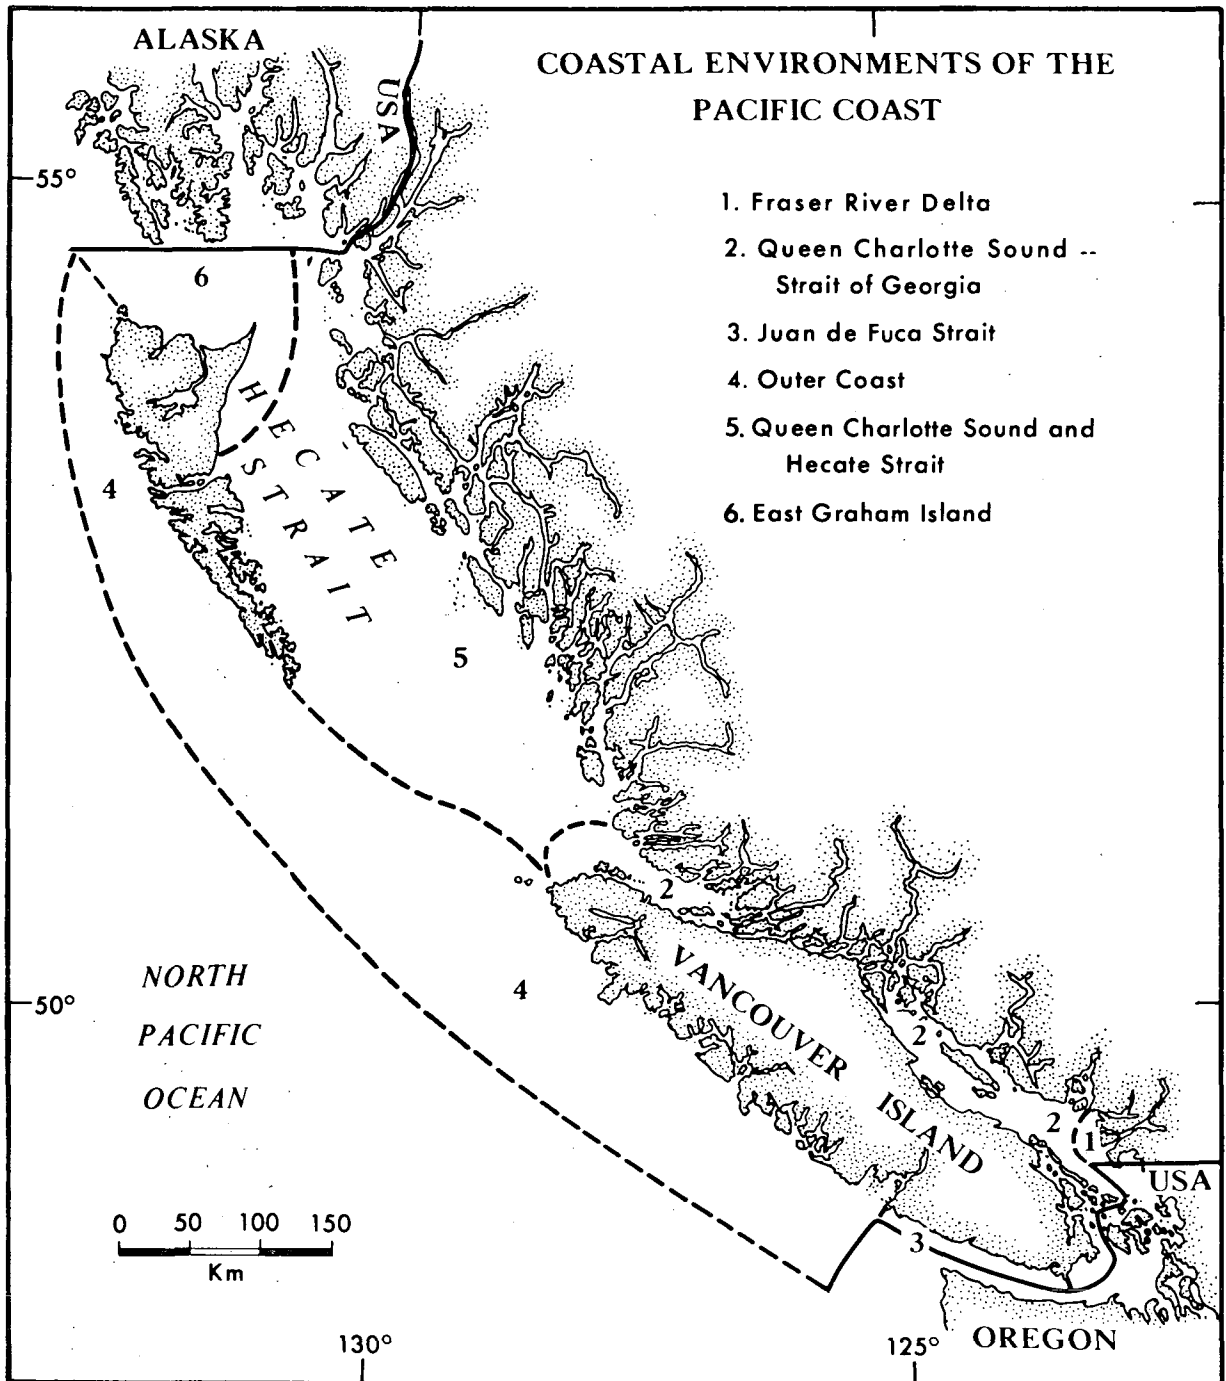 ALASKA
USA
COASTAL ENVIRONMENTS OF THE
PACIFIC COAST
55°
1. Fraser River Delta
2. Queen Charlotte Sound --
Strait of Georgia
3. Juan de Fuca Strait
4. Outer Coast
5. Queen Charlotte Sound and
Hecate Strait
6. East Graham Island
6
HECATE
STRAIT
4
5
2
VANCOUVER
ISLAND
4
NORTH
PACIFIC
OCEAN
50°
2
2
1
USA
0 50 100 150
Km
3
OREGON
130°
125°